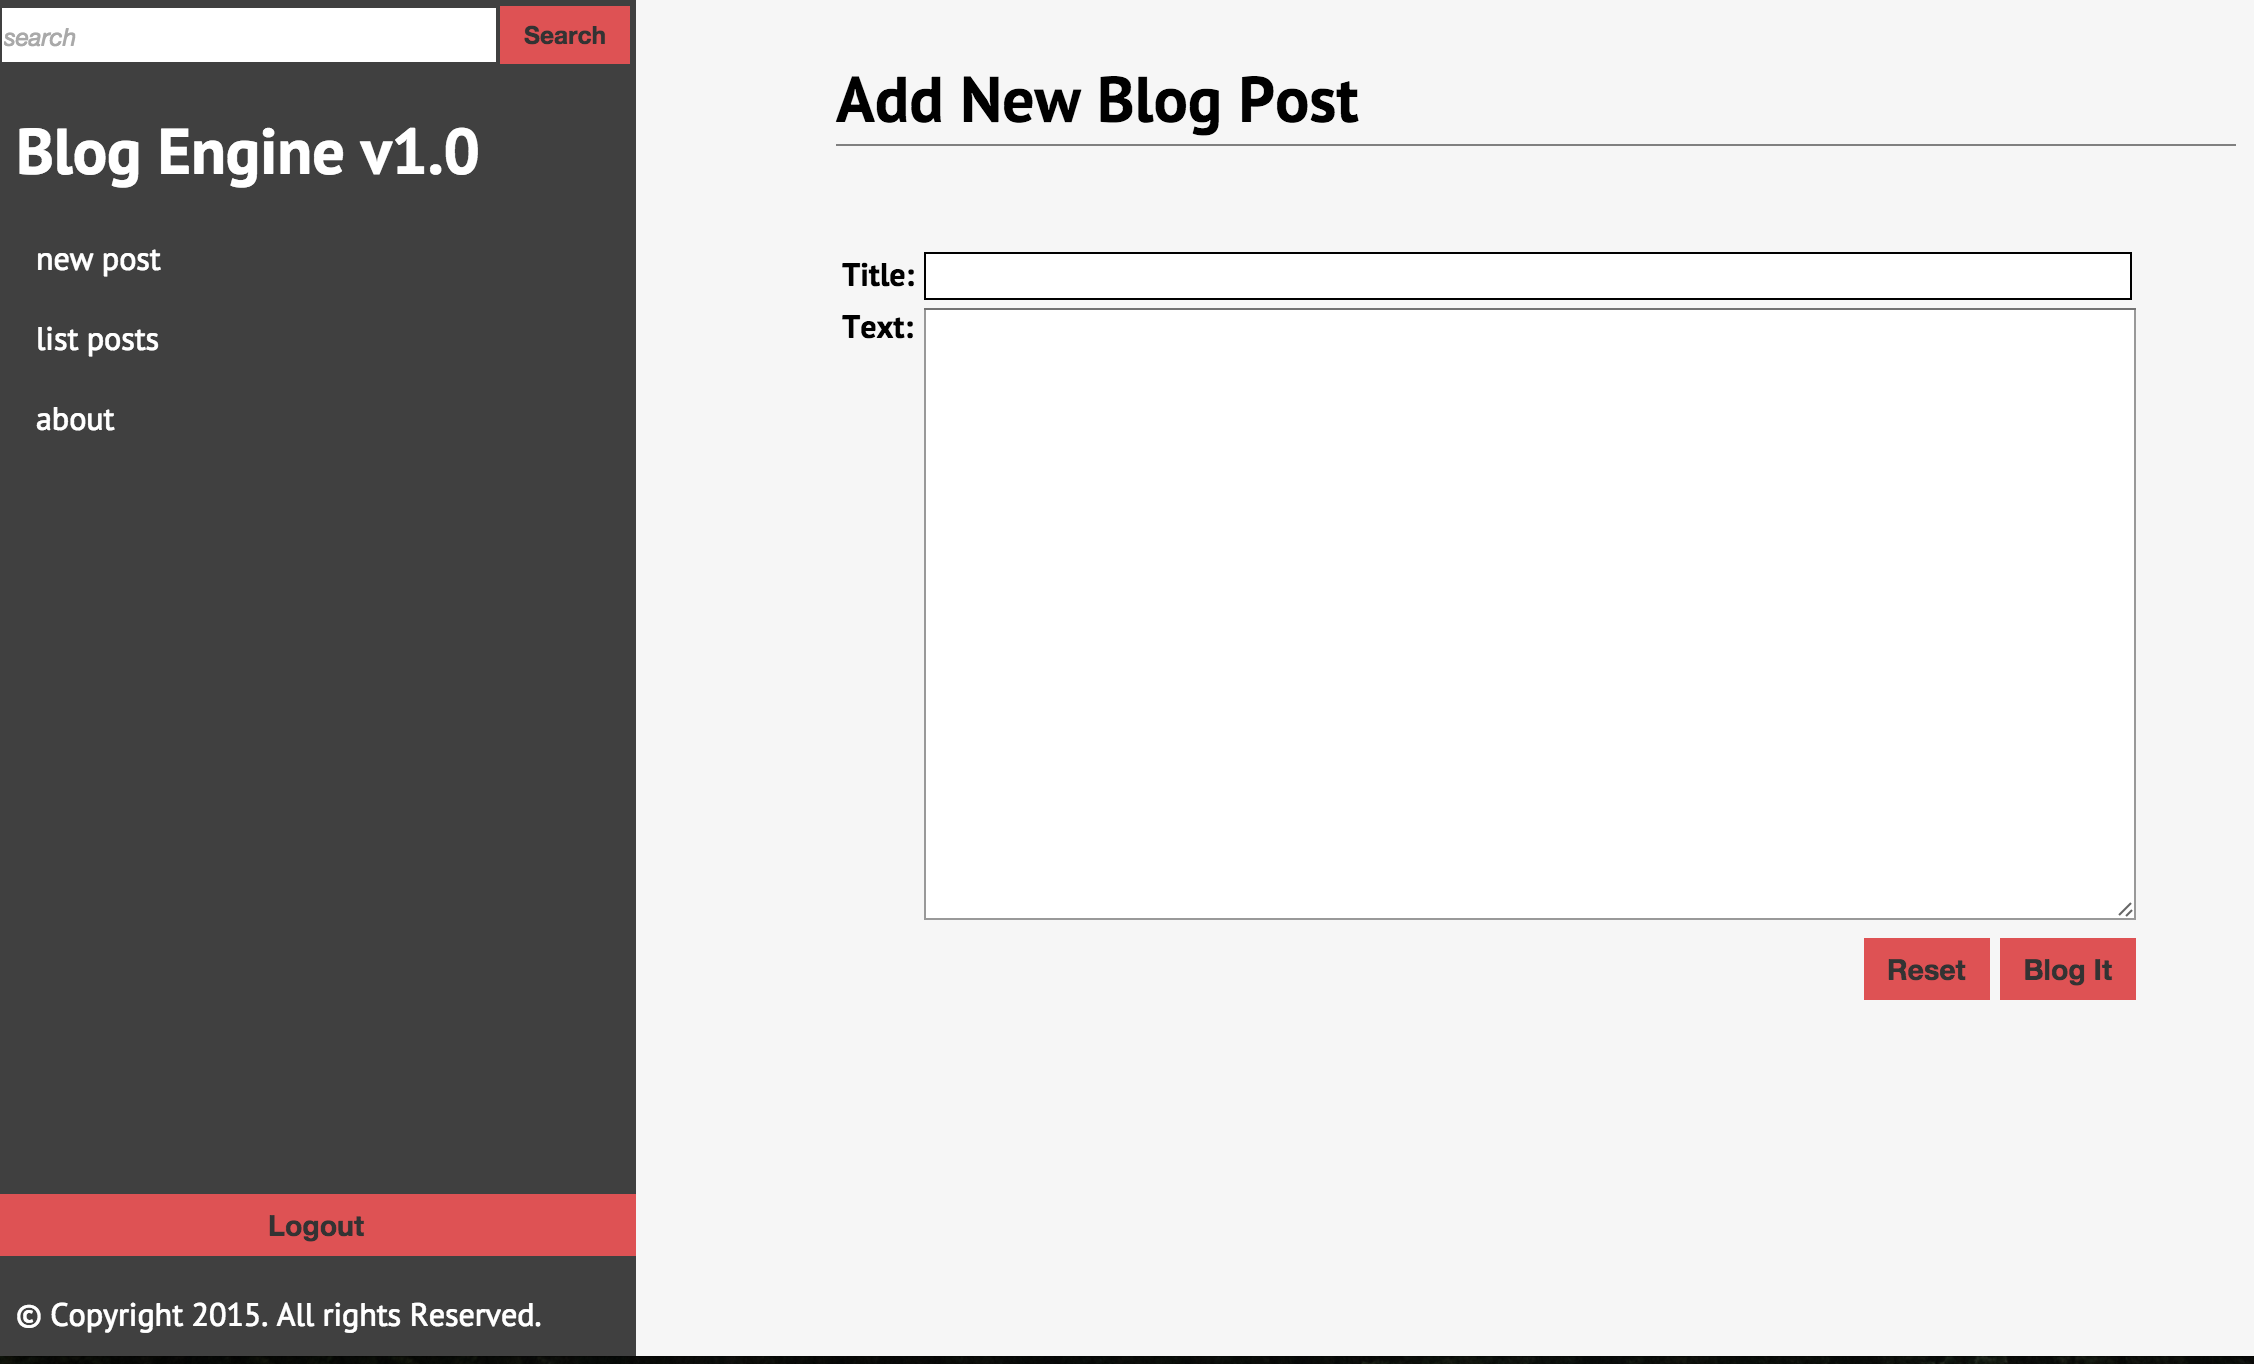 search Search
Blog Engine v1.0
new post
list posts
about
Logout
© Copyright 2015. All rights Reserved.
Add New Blog Post
Title:
Text:
Reset Blog It